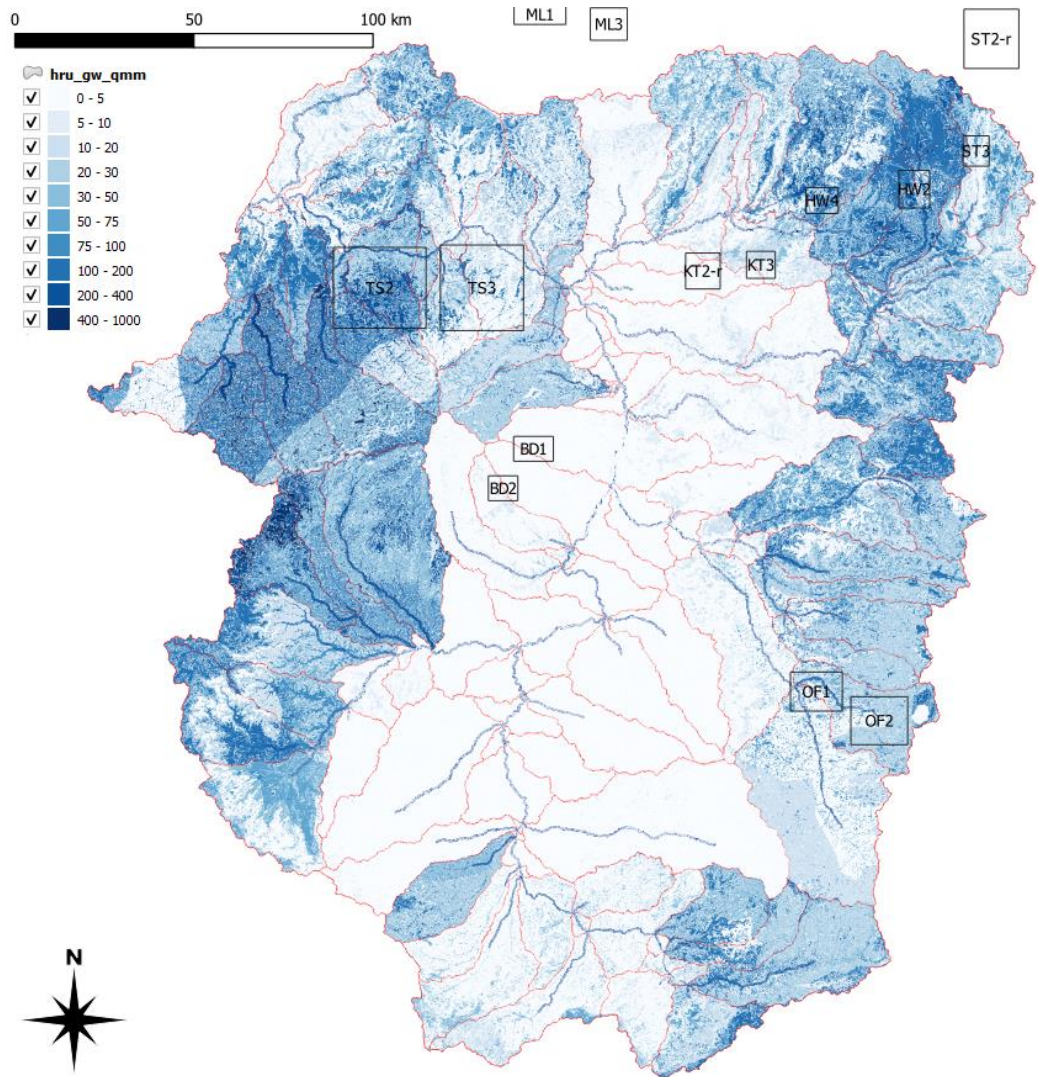 0 50 100 km
ML1
ML3
ST2-r
hru_gw_qmm
0 - 5
5 - 10
10 - 20
20 - 30
30 - 50
50 - 75
75 - 100
100 - 200
200 - 400
400 - 1000
ST3
HW2
HW4
KT2-r
KT3
TS2
TS3
BD1
BD2
OF1
OF2
N